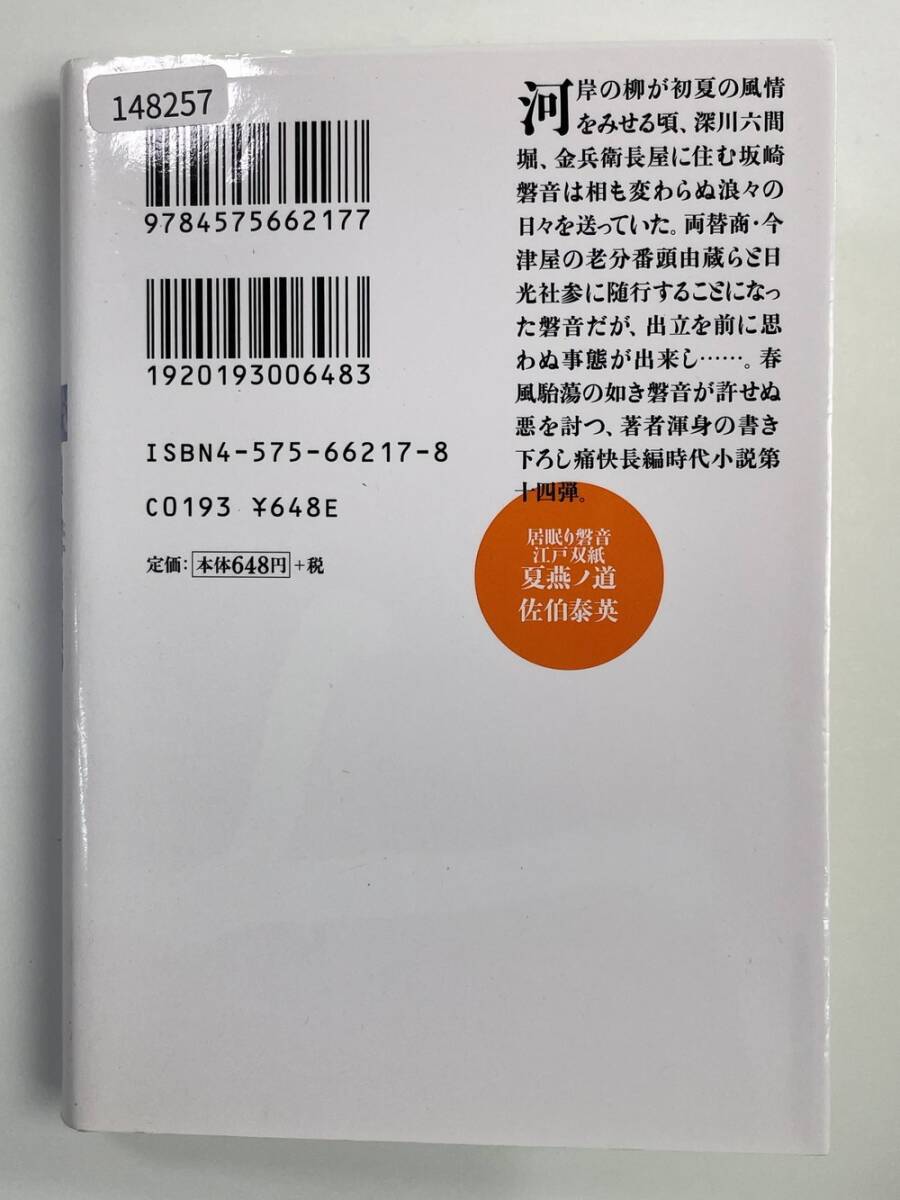 148257
9784575662177
1920193006483
ISBN4-575-66217-8
C0193 ¥648E
定価：本体648円+税
河岸の柳が初夏の風情
をみせる頃、深川六間
堀、金兵衛長屋に住む坂崎
磐音は相も変わらぬ浪々の
日々を送っていた。両替商・今
津屋の老分番頭由蔵らと日
光社参に随行することになっ
た磐音だが、出立を前に思
わぬ事態が出来し……。春
風駘蕩の如き磐音が許せぬ
悪を討つ、著者渾身の書き
下ろし痛快長編時代小説第
十四弾。
居眠り磐音
江戸双紙
夏燕ノ道
佐伯泰英